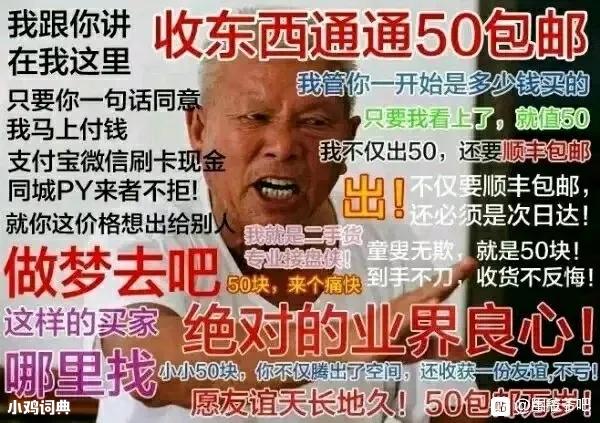 我跟你讲
在我这里
收东西通通50包邮
我管你一开始是多少钱买的
只要你一句话同意
我马上付钱
只要我看上了，就值50
我不仅出50，还要顺丰包邮
支付宝微信刷卡现金
同城PY来者不拒！
出！
不仅要顺丰包邮，
还必须是次日达！
就你这价格想出给别人
做梦去吧
我就是二手货
专业接盘侠！
50块，来个痛快
童叟无欺，就是50块！
到手不刀，收货不反悔！
这样的买家
哪里找
绝对的业界良心！
小小50块，你不仅腾出了空间，还收获一份友谊,不亏！
愿友谊天长地久！50包邮万岁！
小鸡词典
贴